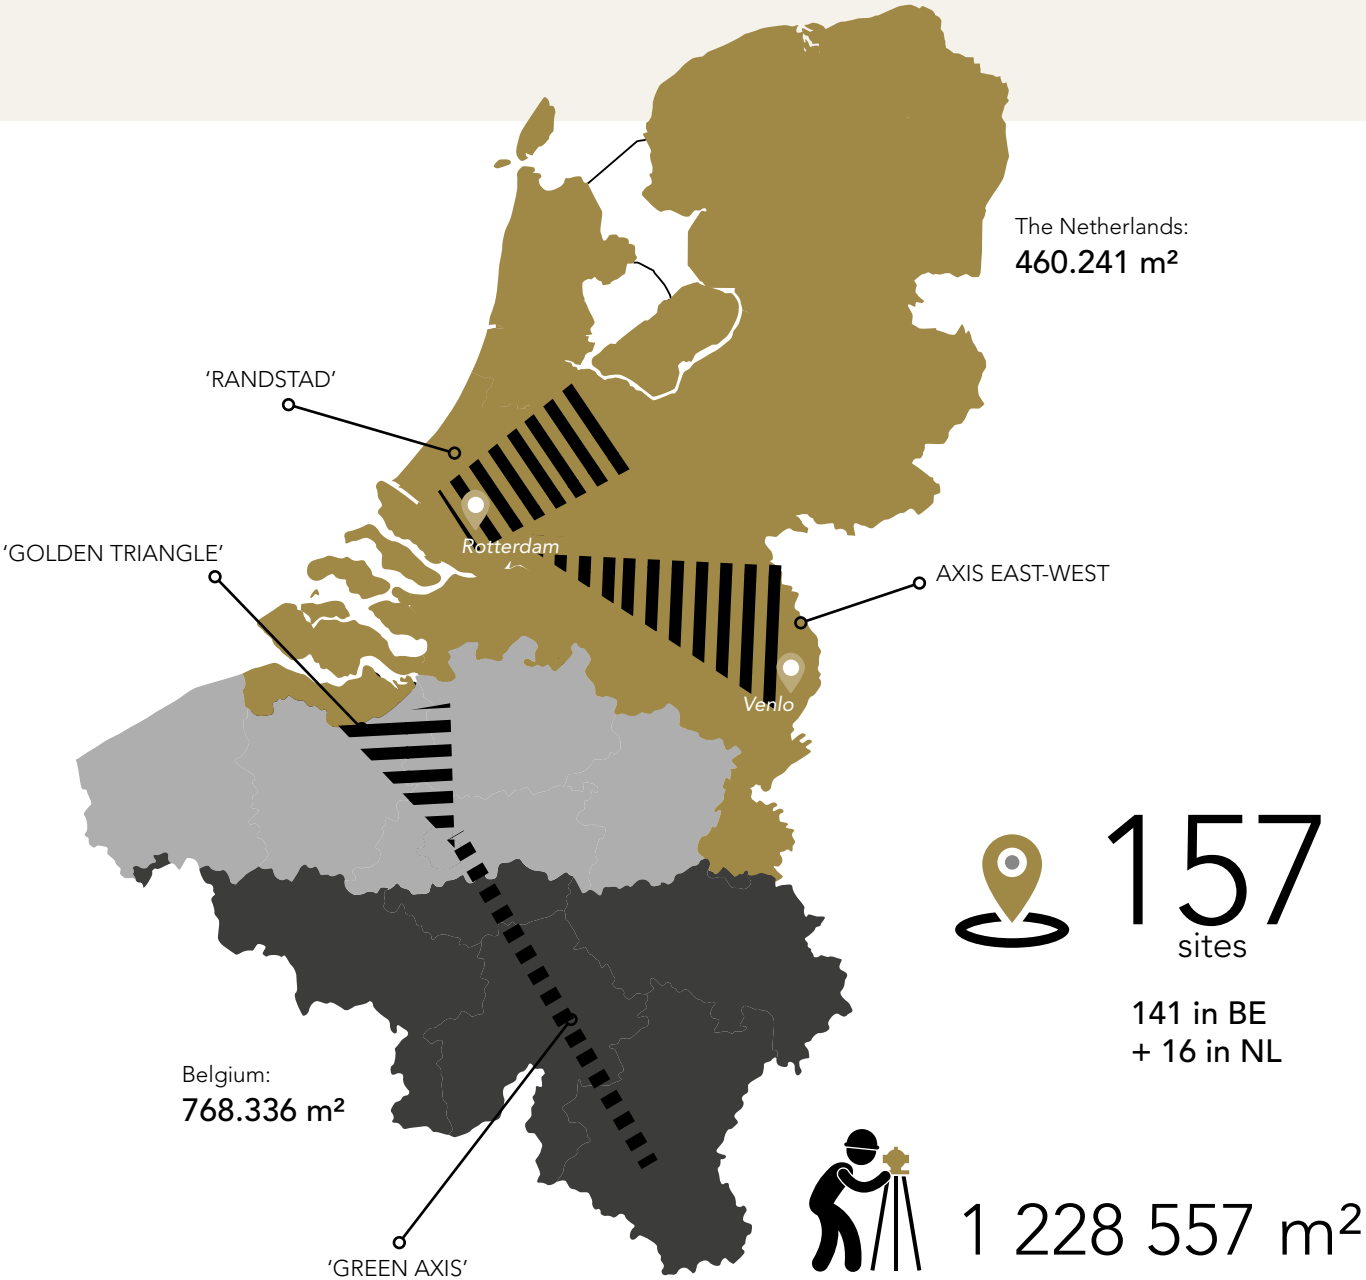 The Netherlands:
460.241 m²
'RANDSTAD'
Rotterdam
'GOLDEN TRIANGLE'
AXIS EAST-WEST
Venlo
157
sites
141 in BE
+ 16 in NL
Belgium:
768.336 m²
1 228 557 m²
'GREEN AXIS'